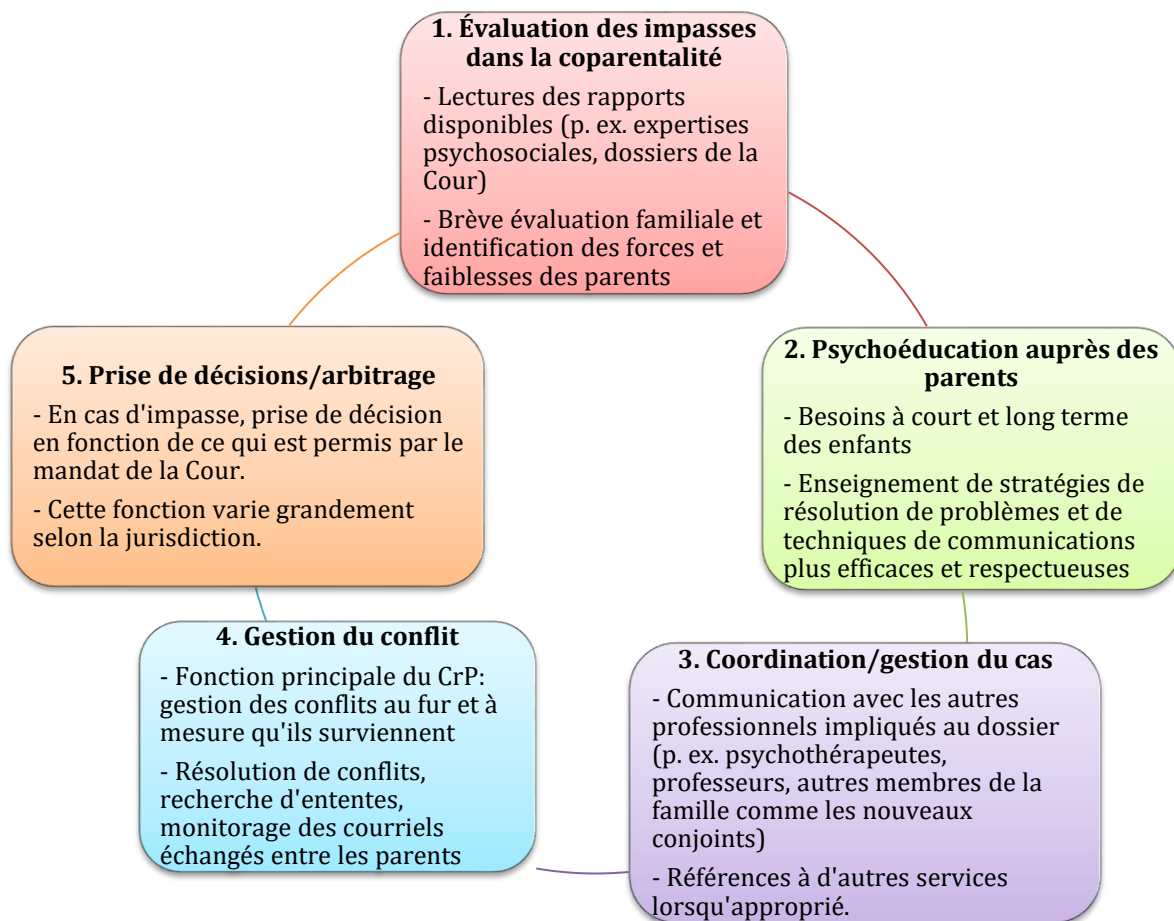 1. Évaluation des impasses
dans la coparentalité
- Lectures des rapports
disponibles (p. ex. expertises
psychosociales, dossiers de la
Cour)
- Brève évaluation familiale et
identification des forces et
faiblesses des parents
2. Psychoéducation auprès des
parents
- Besoins à court et long terme
des enfants
- Enseignement de stratégies de
résolution de problèmes et de
techniques de communications
plus efficaces et respectueuses
3. Coordination/gestion du cas
- Communication avec les autres
professionnels impliqués au dossier
(p. ex. psychothérapeutes,
professeurs, autres membres de la
famille comme les nouveaux
conjoints)
- Références à d'autres services
lorsqu'approprié.
4. Gestion du conflit
- Fonction principale du CrP:
gestion des conflits au fur et à
mesure qu'ils surviennent
- Résolution de conflits,
recherche d'ententes,
monitorage des courriels
échangés entre les parents
5. Prise de décisions/arbitrage
- En cas d'impasse, prise de décision
en fonction de ce qui est permis par le
mandat de la Cour.
- Cette fonction varie grandement
selon la jurisdiction.